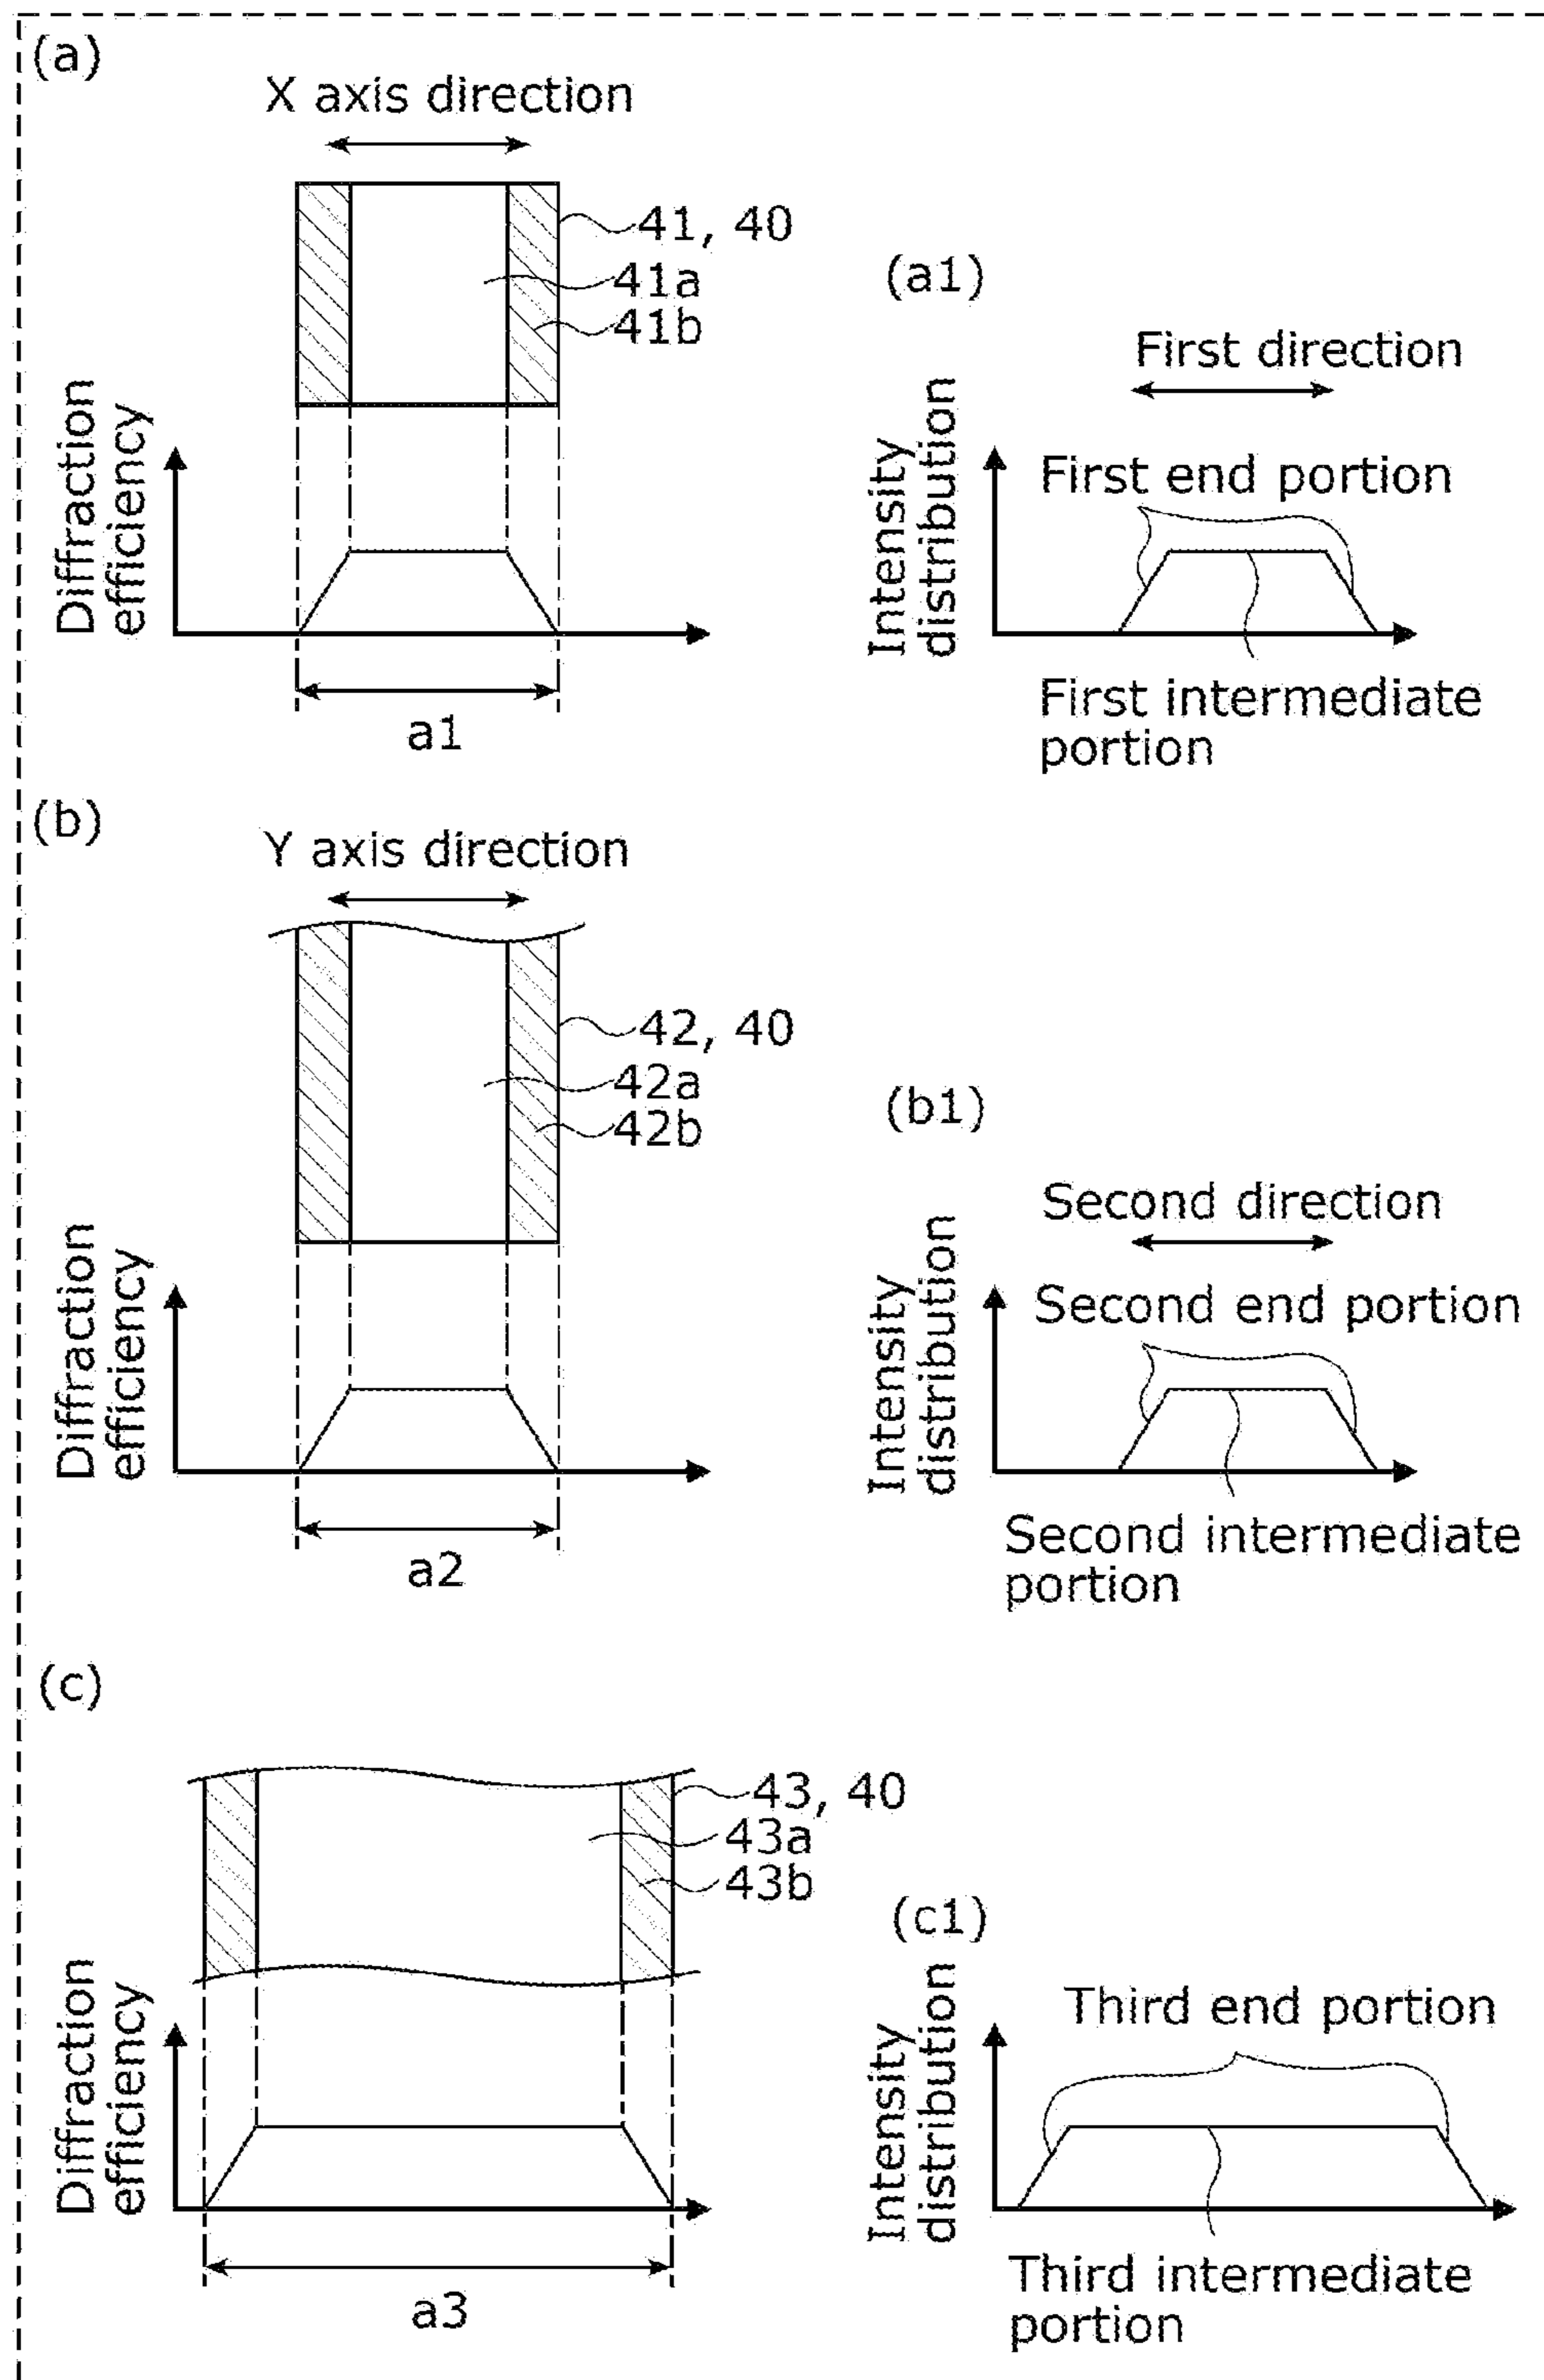 (a)
X axis direction
41, 40
41a
41b
Diffraction
efficiency
a1
(a1)
First direction
Intensity
distribution
First end portion
First intermediate
portion
(b)
Y axis direction
42, 40
42a
42b
Diffraction
efficiency
a2
(b1)
Second direction
Intensity
distribution
Second end portion
Second intermediate
portion
(c)
43, 40
43a
43b
Diffraction
efficiency
a3
(c1)
Intensity
distribution
Third end portion
Third intermediate
portion